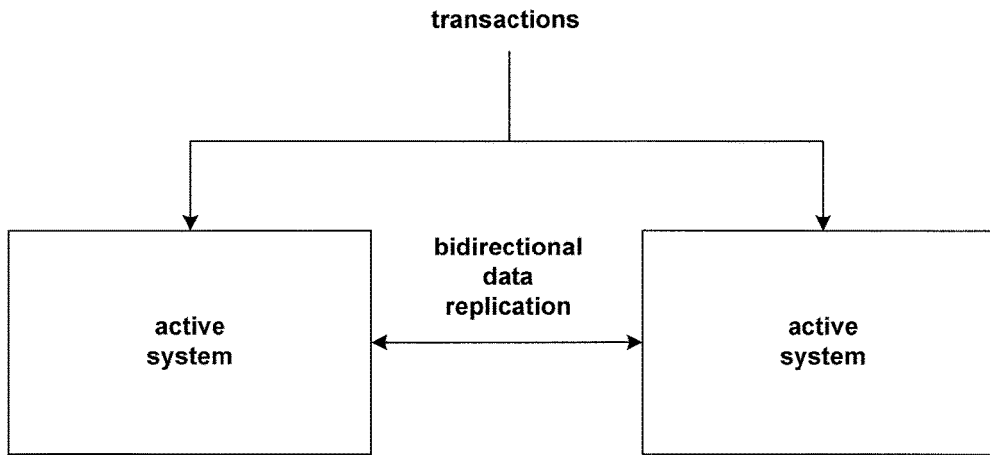 transactions
bidirectional
data
replication
active
system
active
system